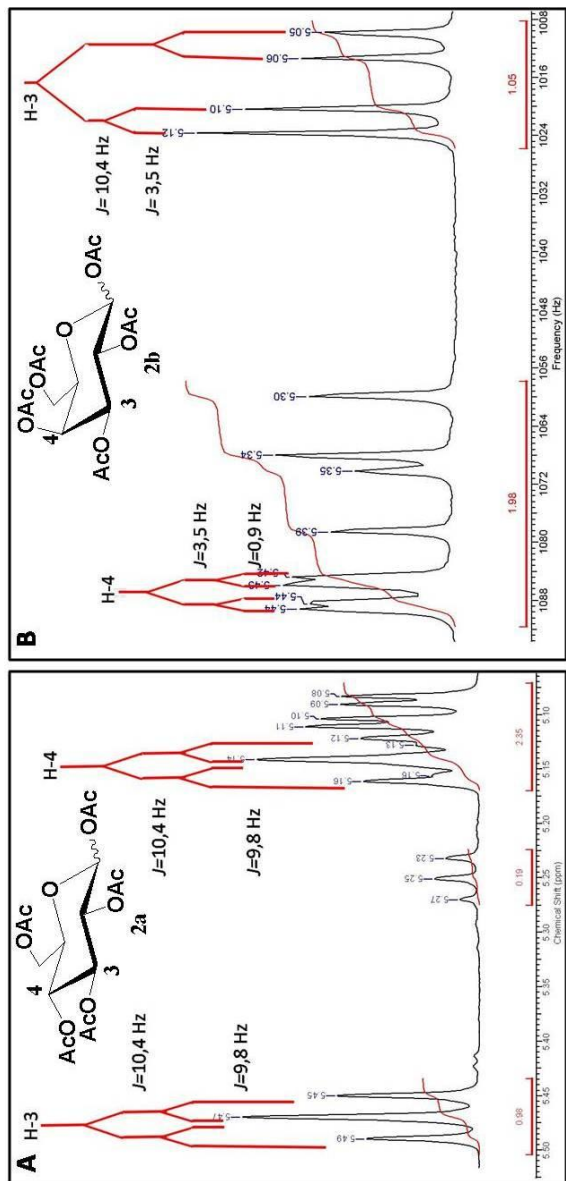 A
H-3
J=10,4 Hz
J=9,8 Hz
4
OAc
AcO
AcO
O
3
OAc
OAc
2a
H-4
J=10,4 Hz
J=9,8 Hz
5.49
5.47
5.45
5.27
5.25
5.23
5.16
5.16
5.14
5.13
5.12
5.11
5.10
5.09
5.08
0.98
0.19
2.35
5.50 5.45 5.40 5.35 5.30 5.25 5.20 5.15 5.10
Chemical Shift (ppm)
B
H-4
J=3,5 Hz
J=0,9 Hz
4
OAc
OAc
O
AcO
3
OAc
OAc
2b
H-3
J= 10,4 Hz
J= 3,5 Hz
5.44
5.44
5.43
5.42
5.39
5.35
5.34
5.30
5.12
5.10
5.06
5.05
1.98
1.05
1088 1080 1072 1064 1056 1048 1040 1032 1024 1016 1008
Frequency (Hz)